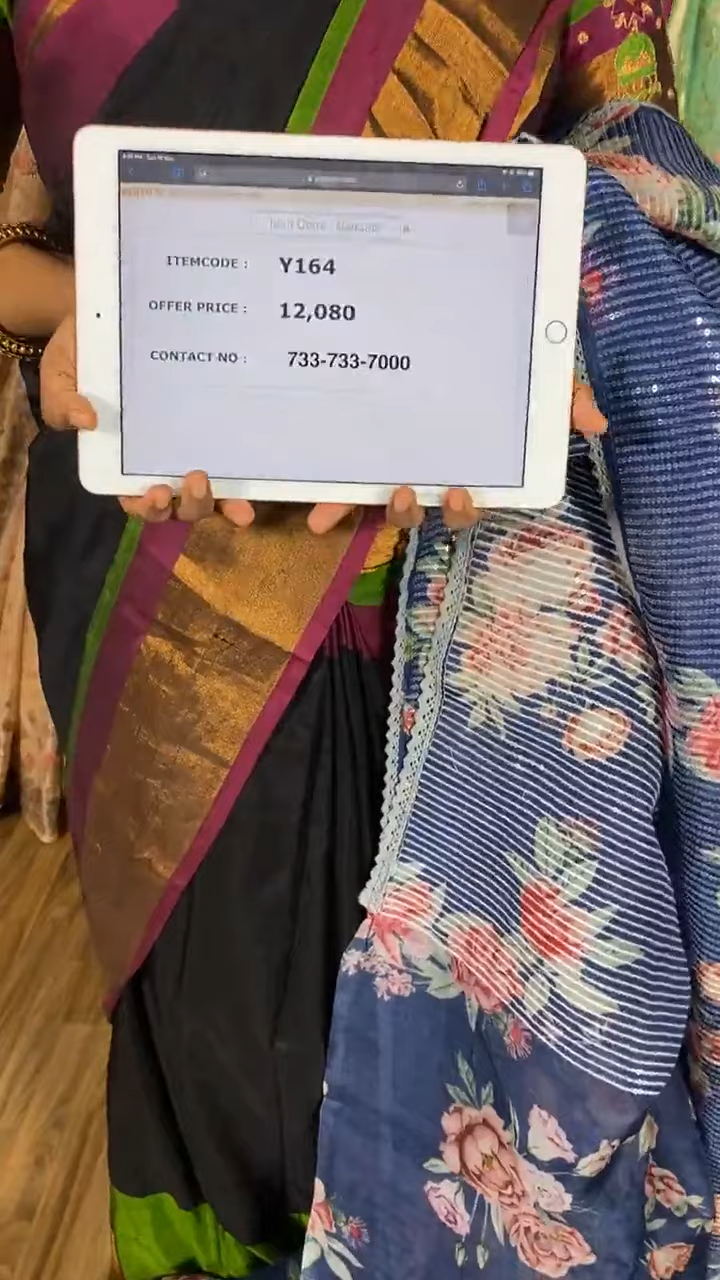 ITEMCODE : Y164
OFFER PRICE : 12,080
CONTACT NO : 733-733-7000